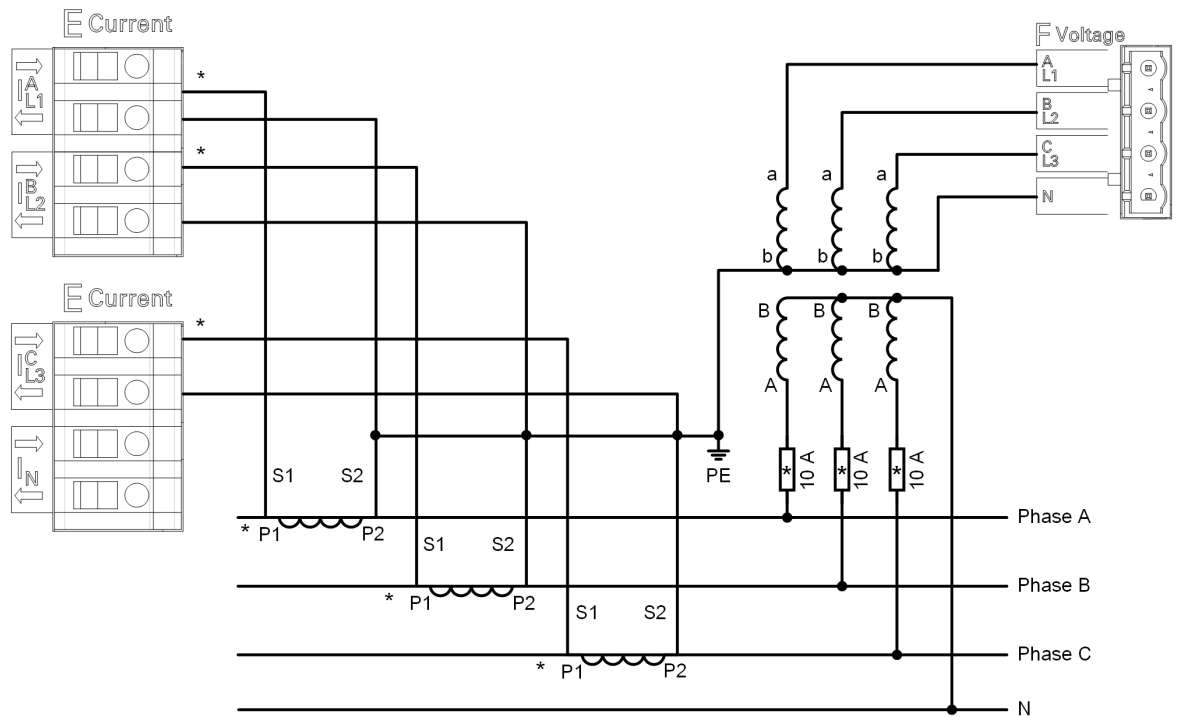 E Current
* I A L1
* I B L2
E Current
* I C L3
I N
F Voltage
A L1
B L2
C L3
N
a a a
b b b
B B B
A A A
* 10 A * 10 A * 10 A
PE
S1 S2
* P1 P2 Phase A
S1 S2
* P1 P2 Phase B
S1 S2
* P1 P2 Phase C
N